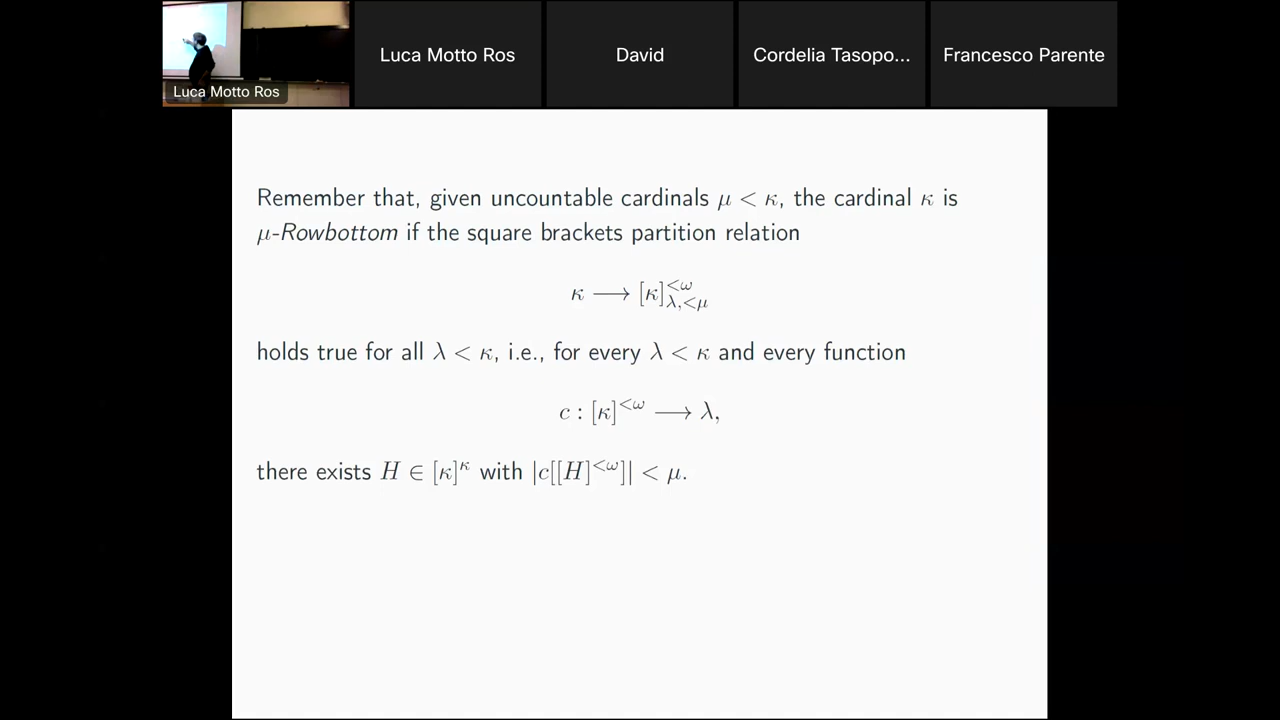 Luca Motto Ros
Luca Motto Ros
David
Cordelia Tasopo...
Francesco Parente
Remember that, given uncountable cardinals μ < κ, the cardinal κ is
μ-Rowbottom if the square brackets partition relation
κ ⟶ [κ]^{<ω}_{λ,<μ}
holds true for all λ < κ, i.e., for every λ < κ and every function
c : [κ]^{<ω} ⟶ λ,
there exists H ∈ [κ]^κ with |c[[H]^{<ω}]| < μ.